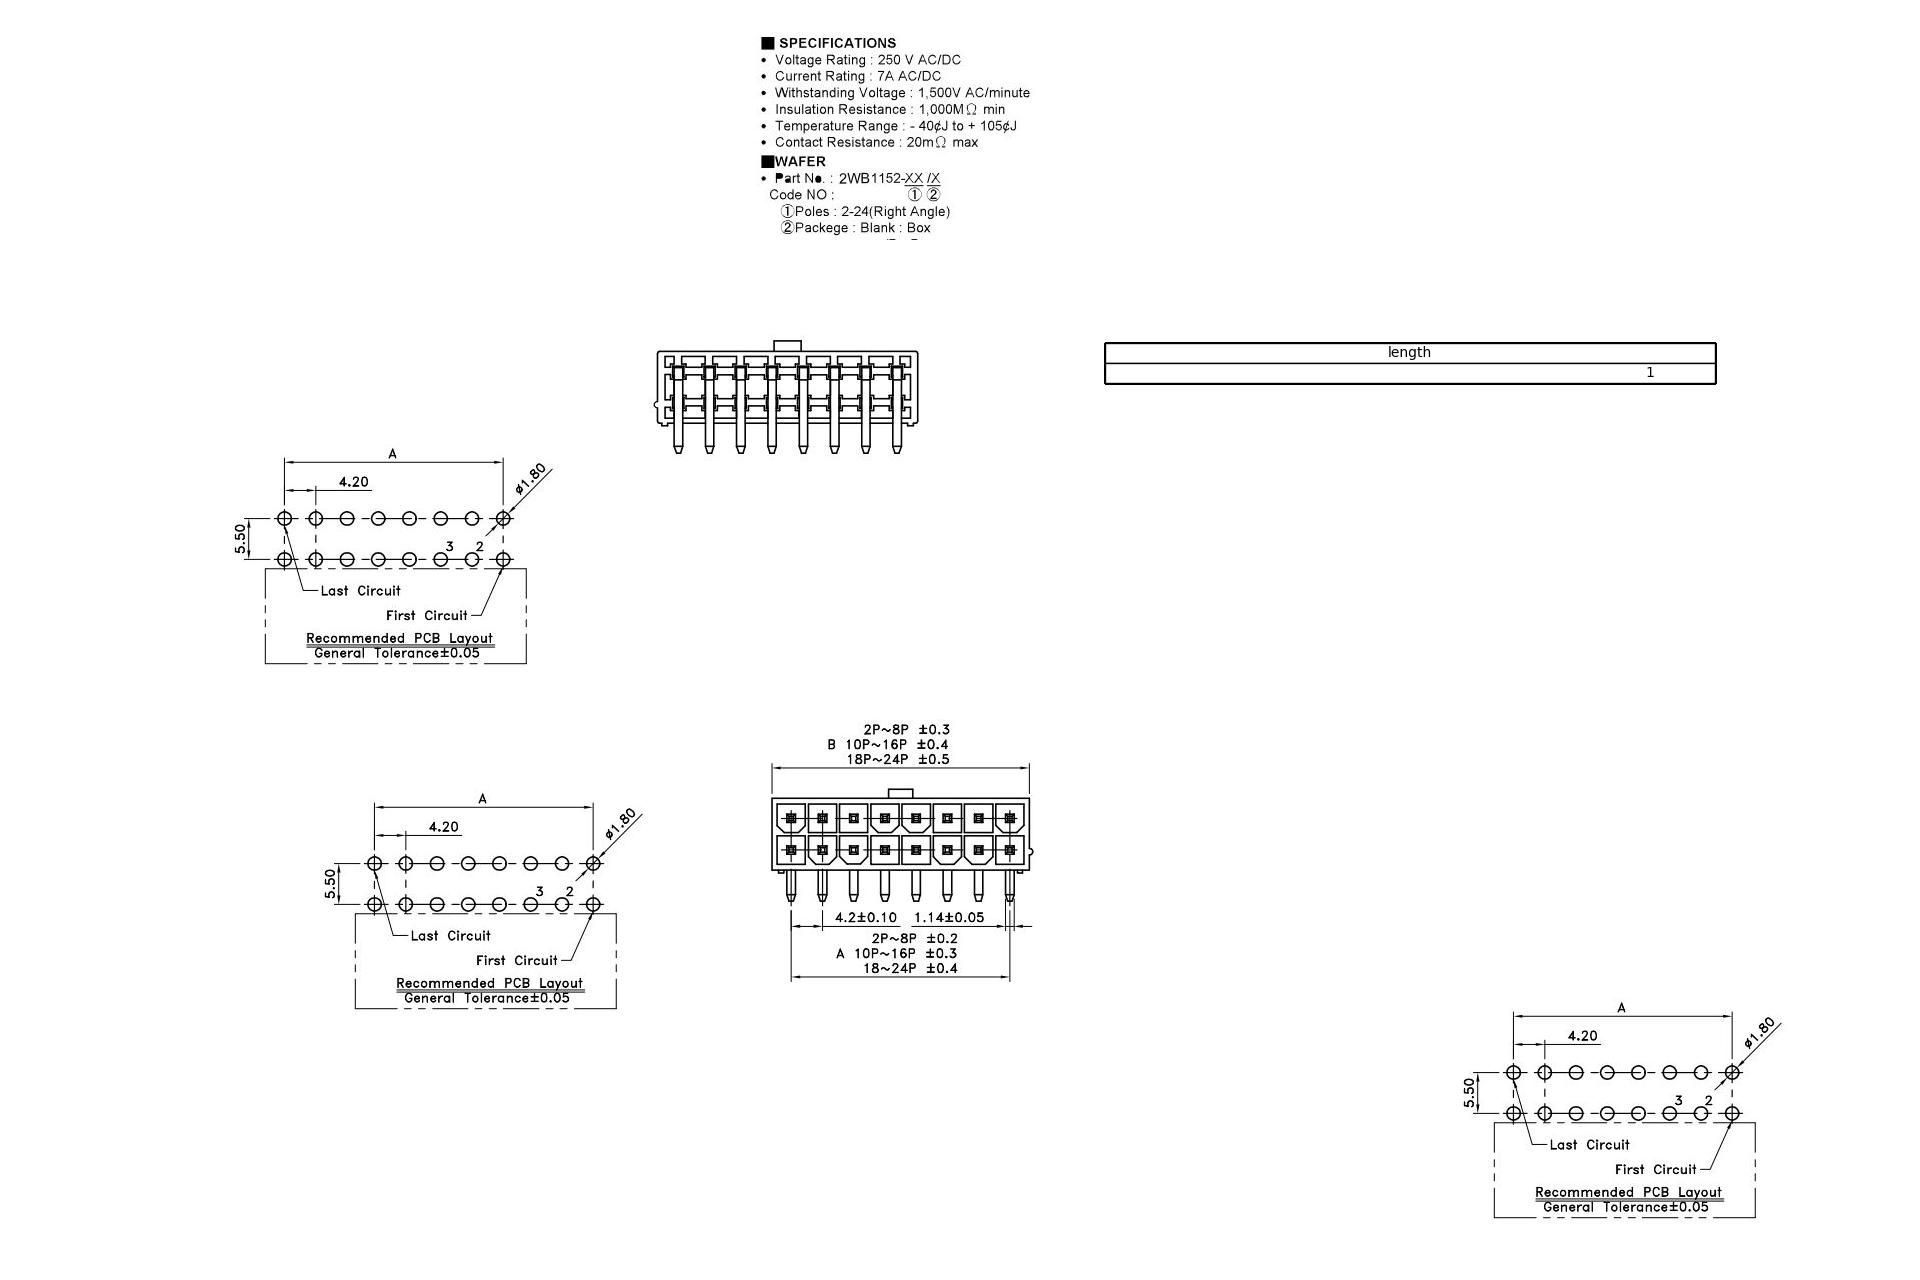 ■ SPECIFICATIONS
• Voltage Rating : 250 V AC/DC
• Current Rating : 7A AC/DC
• Withstanding Voltage : 1,500V AC/minute
• Insulation Resistance : 1,000MΩ min
• Temperature Range : - 40¢J to + 105¢J
• Contact Resistance : 20mΩ max
■WAFER
• Part No. : 2WB1152-XX /X
Code NO : ① ②
①Poles : 2-24(Right Angle)
②Packege : Blank : Box
length
1
A
4.20
ø1.80
5.50
3 2
Last Circuit
First Circuit
Recommended PCB Layout
General Tolerance±0.05
2P~8P ±0.3
B 10P~16P ±0.4
18P~24P ±0.5
4.2±0.10 1.14±0.05
2P~8P ±0.2
A 10P~16P ±0.3
18~24P ±0.4
A
4.20
ø1.80
5.50
3 2
Last Circuit
First Circuit
Recommended PCB Layout
General Tolerance±0.05
A
4.20
ø1.80
5.50
3 2
Last Circuit
First Circuit
Recommended PCB Layout
General Tolerance±0.05